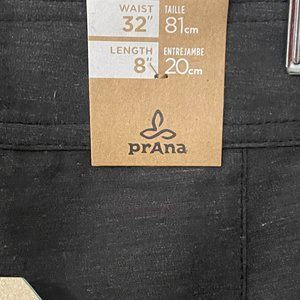 WAIST TAILLE
32" 81cm
LENGTH ENTREJAMBE
8" 20cm
prAna